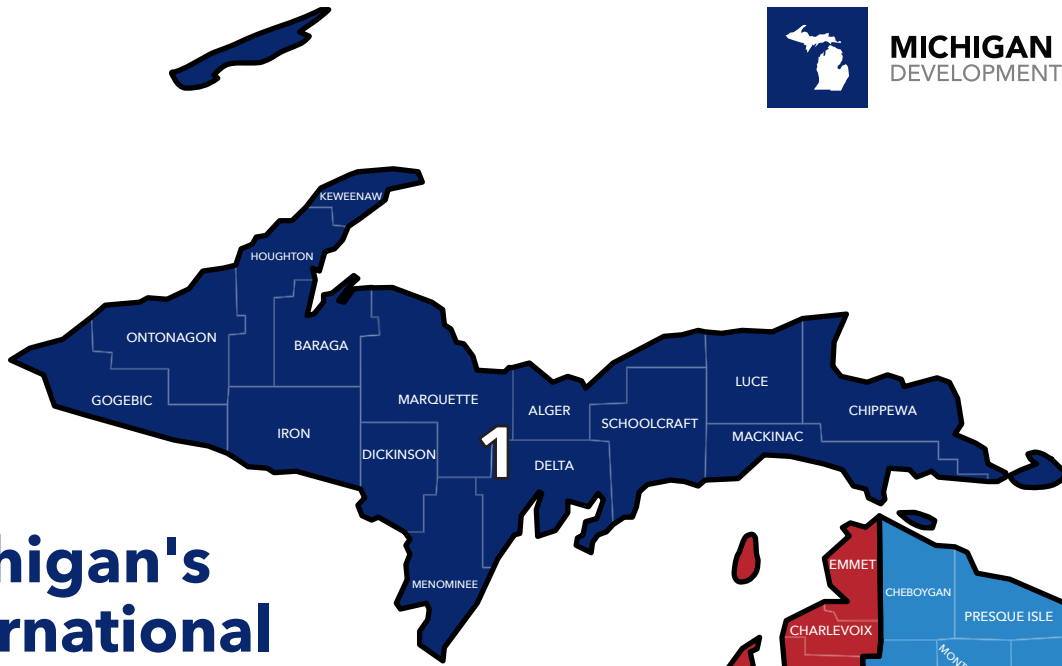 MICHIGAN
DEVELOPMENT
KEWEENAW
HOUGHTON
ONTONAGON
BARAGA
GOGEBIC
MARQUETTE
IRON
DICKINSON
1
ALGER
DELTA
SCHOOLCRAFT
LUCE
MACKINAC
CHIPPEWA
MENOMINEE
higan's
rnational
EMMET
CHEBOYGAN
PRESQUE ISLE
CHARLEVOIX
MONT